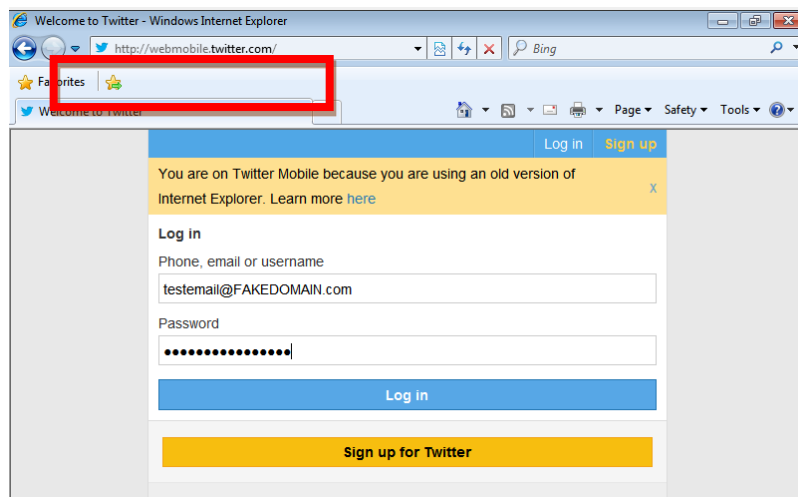 Welcome to Twitter - Windows Internet Explorer
http://webmobile.twitter.com/
Bing
Favorites
Welcome to Twitter
Page Safety Tools
Log in Sign up
You are on Twitter Mobile because you are using an old version of
Internet Explorer. Learn more here
x
Log in
Phone, email or username
testemail@FAKEDOMAIN.com
Password
Log in
Sign up for Twitter